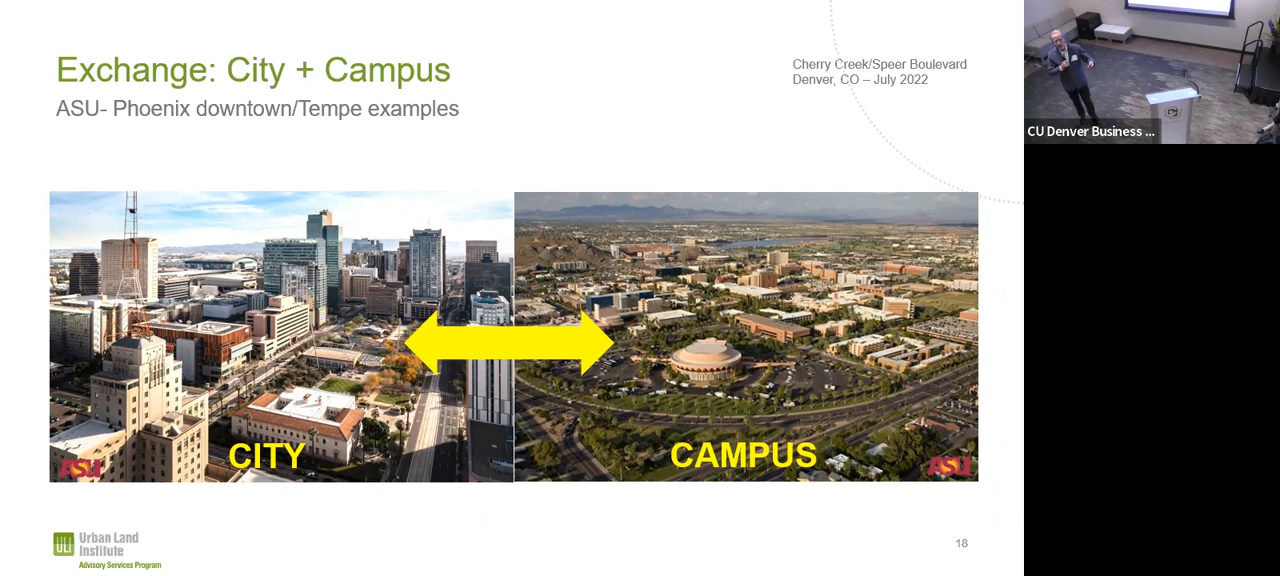 Exchange: City + Campus
ASU- Phoenix downtown/Tempe examples
Cherry Creek/Speer Boulevard
Denver, CO – July 2022
CU Denver Business ...
CITY
CAMPUS
ASU
ASU
ULI
Urban Land
Institute
Advisory Services Program
18